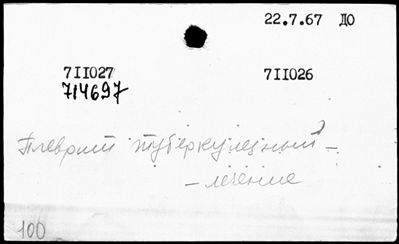 22.7.67 ДО
7II027 7II026
714697
Плеврит туберкулезный –
– лечение
100